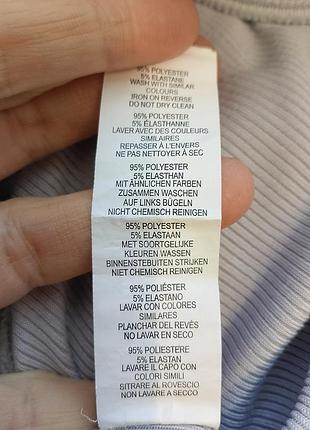 95% POLYESTER
5% ELASTANE
WASH WITH SIMILAR
COLOURS
IRON ON REVERSE
DO NOT DRY CLEAN
95% POLYESTER
5% ÉLASTHANNE
LAVER AVEC DES COULEURS
SIMILAIRES
REPASSER À L'ENVERS
NE PAS NETTOYER À SEC
95% POLYESTER
5% ELASTHAN
MIT ÄHNLICHEN FARBEN
ZUSAMMEN WASCHEN
AUF LINKS BÜGELN
NICHT CHEMISCH REINIGEN
95% POLYESTER
5% ELASTAAN
MET SOORTGELIJKE
KLEUREN WASSEN
BINNENSTEBUITEN STRIJKEN
NIET CHEMISCH REINIGEN
95% POLIÉSTER
5% ELASTANO
LAVAR CON COLORES
SIMILARES
PLANCHAR DEL REVÉS
NO LAVAR EN SECO
95% POLIESTERE
5% ELASTAN
LAVARE IL CAPO CON
COLORI SIMILI
SITRARE AL ROVESCIO
NON LAVARE A SECCO